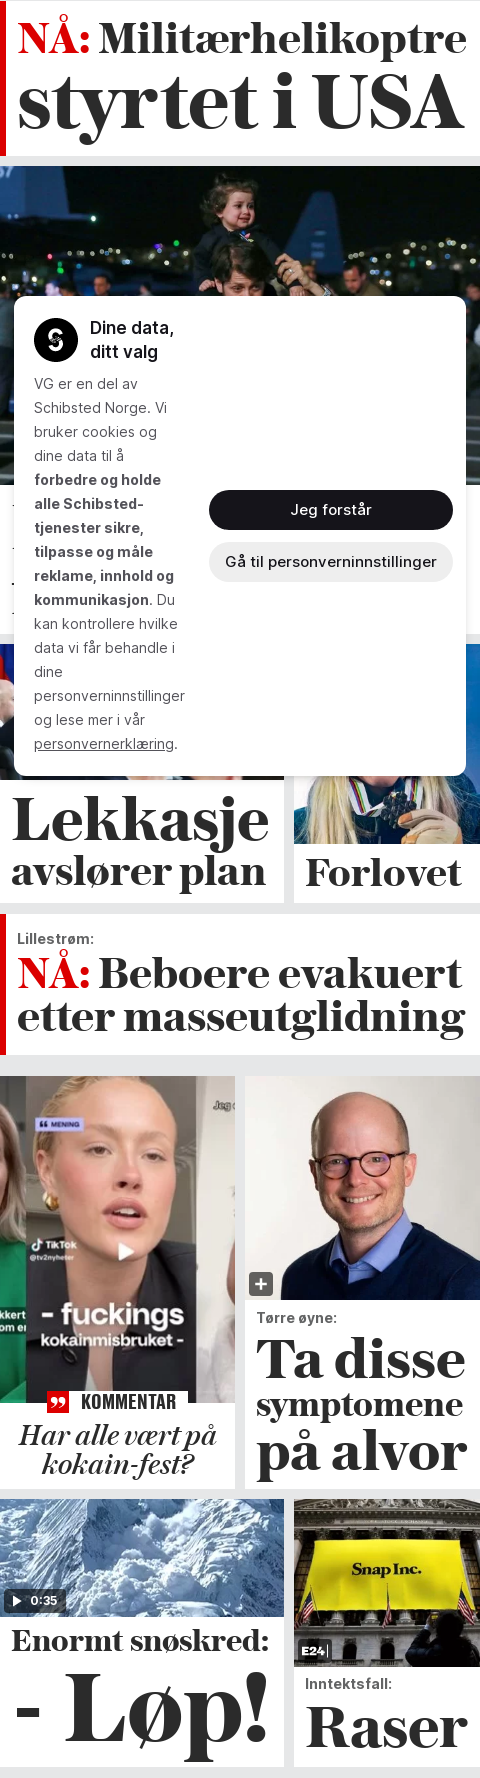 NÅ: Militærhelikoptre
styrtet i USA
Dine data,
ditt valg
VG er en del av
Schibsted Norge. Vi
bruker cookies og
dine data til å
forbedre og holde
alle Schibsted-
tjenester sikre,
tilpasse og måle
reklame, innhold og
kommunikasjon. Du
kan kontrollere hvilke
data vi får behandle i
dine
personverninnstillinger
og lese mer i vår
personvernerklæring.
Jeg forstår
Gå til personverninnstillinger
Lekkasje
avslører plan
Forlovet
Lillestrøm:
NÅ: Beboere evakuert
etter masseutglidning
MENING
Jeg
TikTok
@tv2nyheter
- fuckings
kokainmisbruket -
KOMMENTAR
Har alle vært på
kokain-fest?
Tørre øyne:
Ta disse
symptomene
på alvor
0:35
Enormt snøskred:
- Løp!
Snap Inc.
E24
Inntektsfall:
Raser